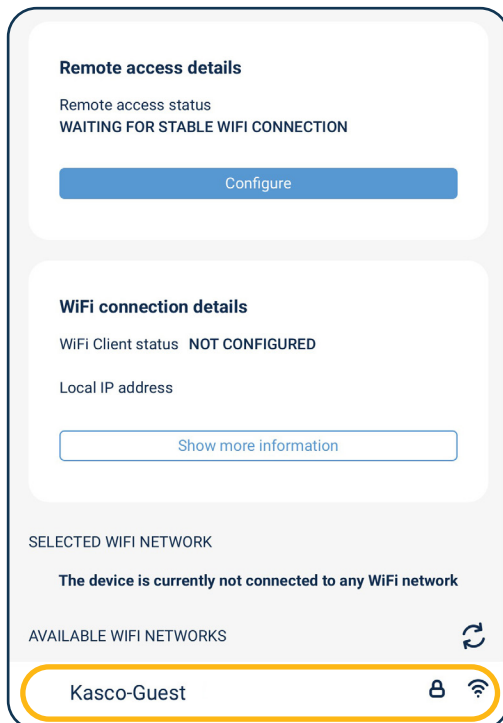 Remote access details
Remote access status
WAITING FOR STABLE WIFI CONNECTION
Configure
WiFi connection details
WiFi Client status NOT CONFIGURED
Local IP address
Show more information
SELECTED WIFI NETWORK
The device is currently not connected to any WiFi network
AVAILABLE WIFI NETWORKS
Kasco-Guest